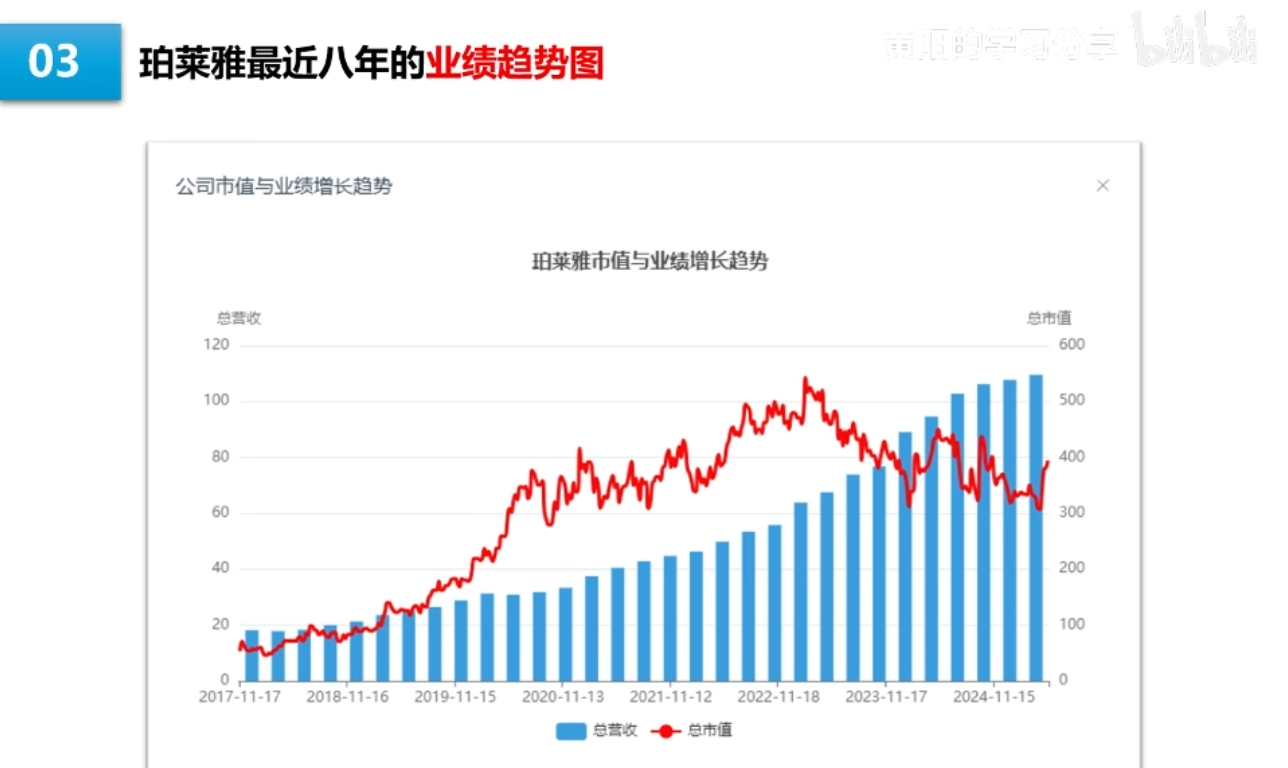 03
珀莱雅最近八年的业绩趋势图
的学习分享 bilibili
公司市值与业绩增长趋势 ×
珀莱雅市值与业绩增长趋势
总营收 总市值
120 600
100 500
80 400
60 300
40 200
20 100
0 0
2017-11-17 2018-11-16 2019-11-15 2020-11-13 2021-11-12 2022-11-18 2023-11-17 2024-11-15
总营收 总市值